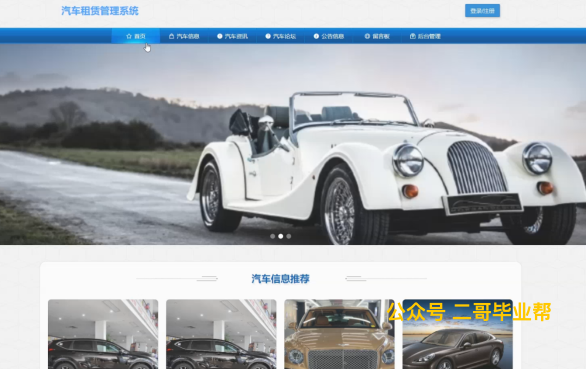 汽车租赁管理系统
登录/注册
首页 汽车信息 汽车资讯 汽车论坛 公告信息 留言板 后台管理
汽车信息推荐
公众号 二哥毕业帮